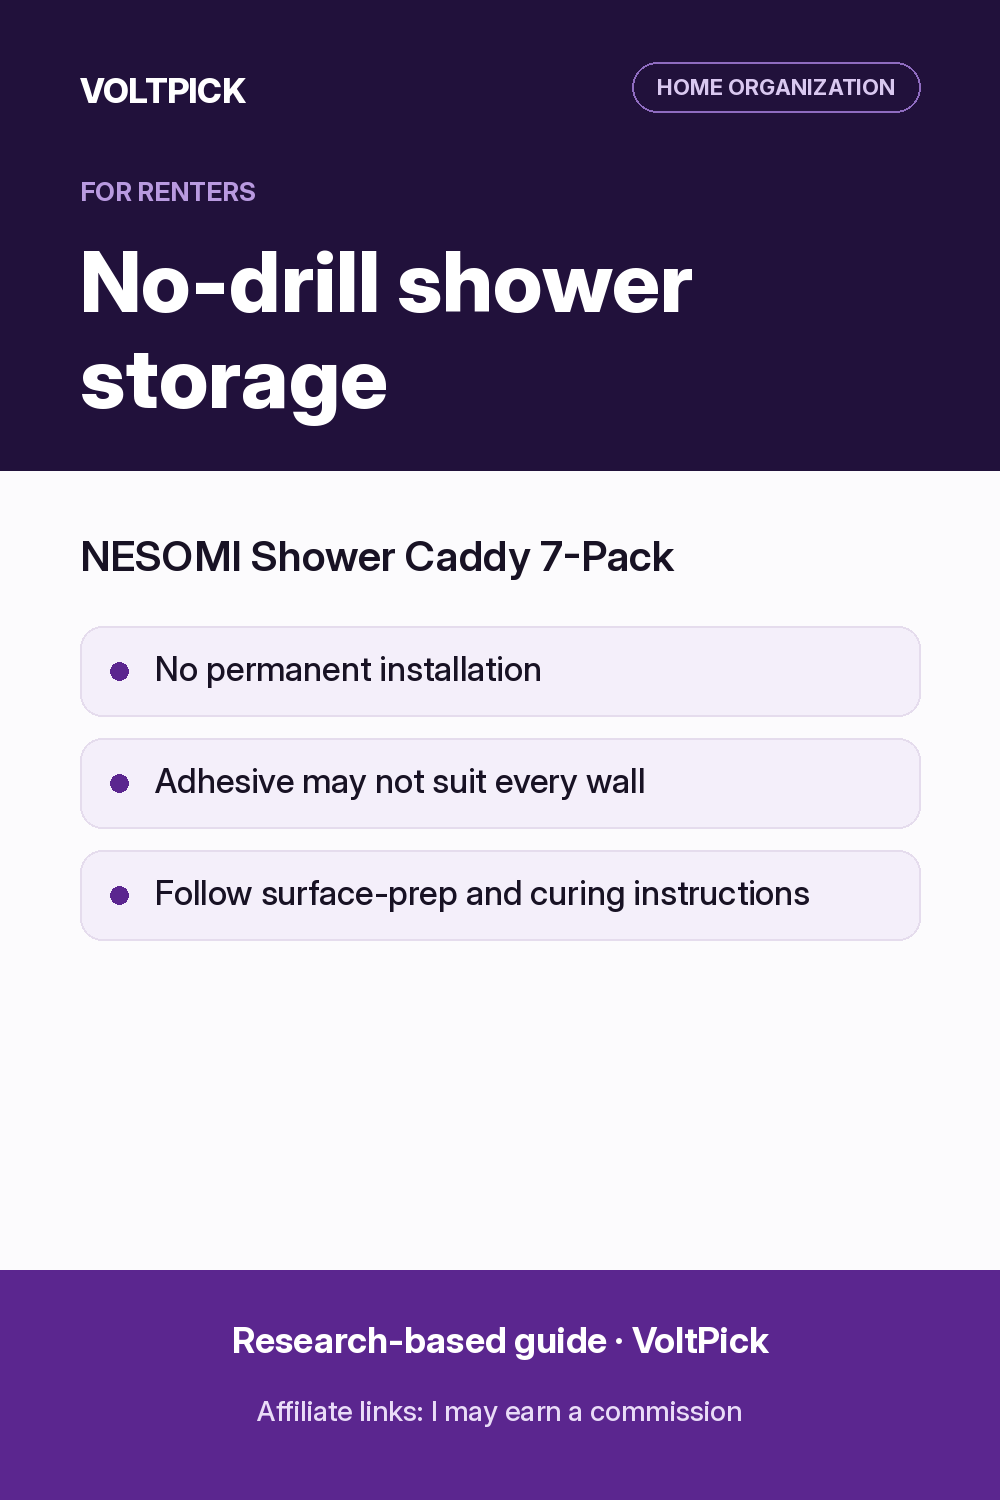 VOLTPICK
HOME ORGANIZATION
FOR RENTERS
No-drill shower
storage
NESOMI Shower Caddy 7-Pack
No permanent installation
Adhesive may not suit every wall
Follow surface-prep and curing instructions
Research-based guide · VoltPick
Affiliate links: I may earn a commission